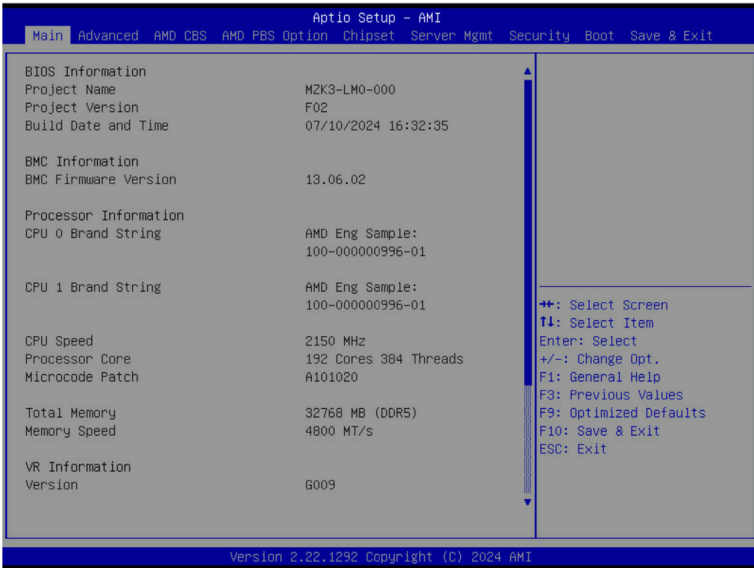 Aptio Setup - AMI
Main Advanced AMD CBS AMD PBS Option Chipset Server Mgmt Security Boot Save & Exit
BIOS Information
Project Name MZK3-LM0-000
Project Version F02
Build Date and Time 07/10/2024 16:32:35
BMC Information
BMC Firmware Version 13.06.02
Processor Information
CPU 0 Brand String AMD Eng Sample:
100-000000996-01
CPU 1 Brand String AMD Eng Sample:
100-000000996-01
CPU Speed 2150 MHz
Processor Core 192 Cores 384 Threads
Microcode Patch A101020
Total Memory 32768 MB (DDR5)
Memory Speed 4800 MT/s
VR Information
Version G009
→←: Select Screen
↑↓: Select Item
Enter: Select
+/-: Change Opt.
F1: General Help
F3: Previous Values
F9: Optimized Defaults
F10: Save & Exit
ESC: Exit
Version 2.22.1292 Copyright (C) 2024 AMI